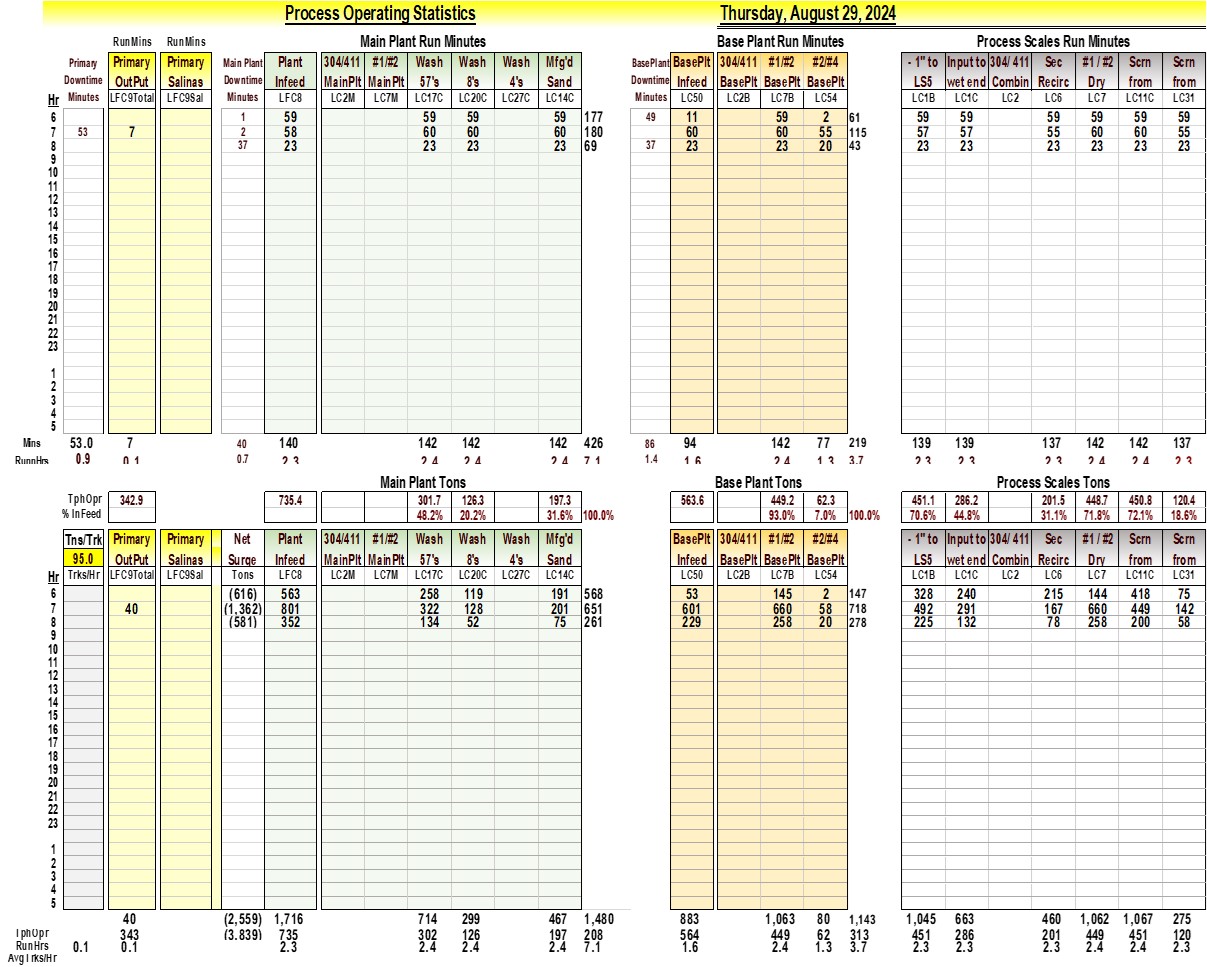 Process Operating Statistics Thursday, August 29, 2024
RunMins RunMins Main Plant Run Minutes Base Plant Run Minutes Process Scales Run Minutes
Primary Primary Primary Main Plant Plant 304/411 #1/#2 Wash Wash Wash Mfg'd BasePlant BasePlt 304/411 #1/#2 #2/#4 - 1" to Input to 304/ 411 Sec #1 / #2 Scrn Scrn
Downtime OutPut Salinas Downtime Infeed MainPlt MainPlt 57's 8's 4's Sand Downtime Infeed BasePlt BasePlt BasePlt LS5 wet end Combin Recirc Dry from from
Hr Minutes LFC9Total LFC9Sal Minutes LFC8 LC2M LC7M LC17C LC20C LC27C LC14C Minutes LC50 LC2B LC7B LC54 LC1B LC1C LC2 LC6 LC7 LC11C LC31
6 1 59 59 59 59 177 49 11 59 2 61 59 59 59 59 59 59
7 53 7 2 58 60 60 60 180 60 60 55 115 57 57 55 60 60 55
8 37 23 23 23 23 69 37 23 23 20 43 23 23 23 23 23 23
9
10
11
12
13
14
15
16
17
18
19
20
21
22
23
1
2
3
4
5
Mins 53.0 7 40 140 142 142 142 426 86 94 142 77 219 139 139 137 142 142 137
RunnHrs 0.9 0.1 0.7 2.3 2.4 2.4 2.4 7.1 1.4 1.6 2.4 1.3 3.7 2.3 2.3 2.3 2.4 2.4 2.3
Main Plant Tons Base Plant Tons Process Scales Tons
TphOpr 342.9 735.4 301.7 126.3 197.3 563.6 449.2 62.3 451.1 286.2 201.5 448.7 450.8 120.4
% InFeed 48.2% 20.2% 31.6% 100.0% 93.0% 7.0% 100.0% 70.6% 44.8% 31.1% 71.8% 72.1% 18.6%
Tns/Trk Primary Primary Net Plant 304/411 #1/#2 Wash Wash Wash Mfg'd BasePlt 304/411 #1/#2 #2/#4 - 1" to Input to 304/ 411 Sec #1 / #2 Scrn Scrn
95.0 OutPut Salinas Surge Infeed MainPlt MainPlt 57's 8's 4's Sand Infeed BasePlt BasePlt BasePlt LS5 wet end Combin Recirc Dry from from
Hr Trks/Hr LFC9Total LFC9Sal Tons LFC8 LC2M LC7M LC17C LC20C LC27C LC14C LC50 LC2B LC7B LC54 LC1B LC1C LC2 LC6 LC7 LC11C LC31
6 (616) 563 258 119 191 568 53 145 2 147 328 240 215 144 418 75
7 40 (1,362) 801 322 128 201 651 601 660 58 718 492 291 167 660 449 142
8 (581) 352 134 52 75 261 229 258 20 278 225 132 78 258 200 58
9
10
11
12
13
14
15
16
17
18
19
20
21
22
23
1
2
3
4
5
40 (2,559) 1,716 714 299 467 1,480 883 1,063 80 1,143 1,045 663 460 1,062 1,067 275
TphOpr 343 (3,839) 735 302 126 197 208 564 449 62 313 451 286 201 449 451 120
RunHrs 0.1 0.1 2.3 2.4 2.4 2.4 7.1 1.6 2.4 1.3 3.7 2.3 2.3 2.3 2.4 2.4 2.3
AvgTrks/Hr